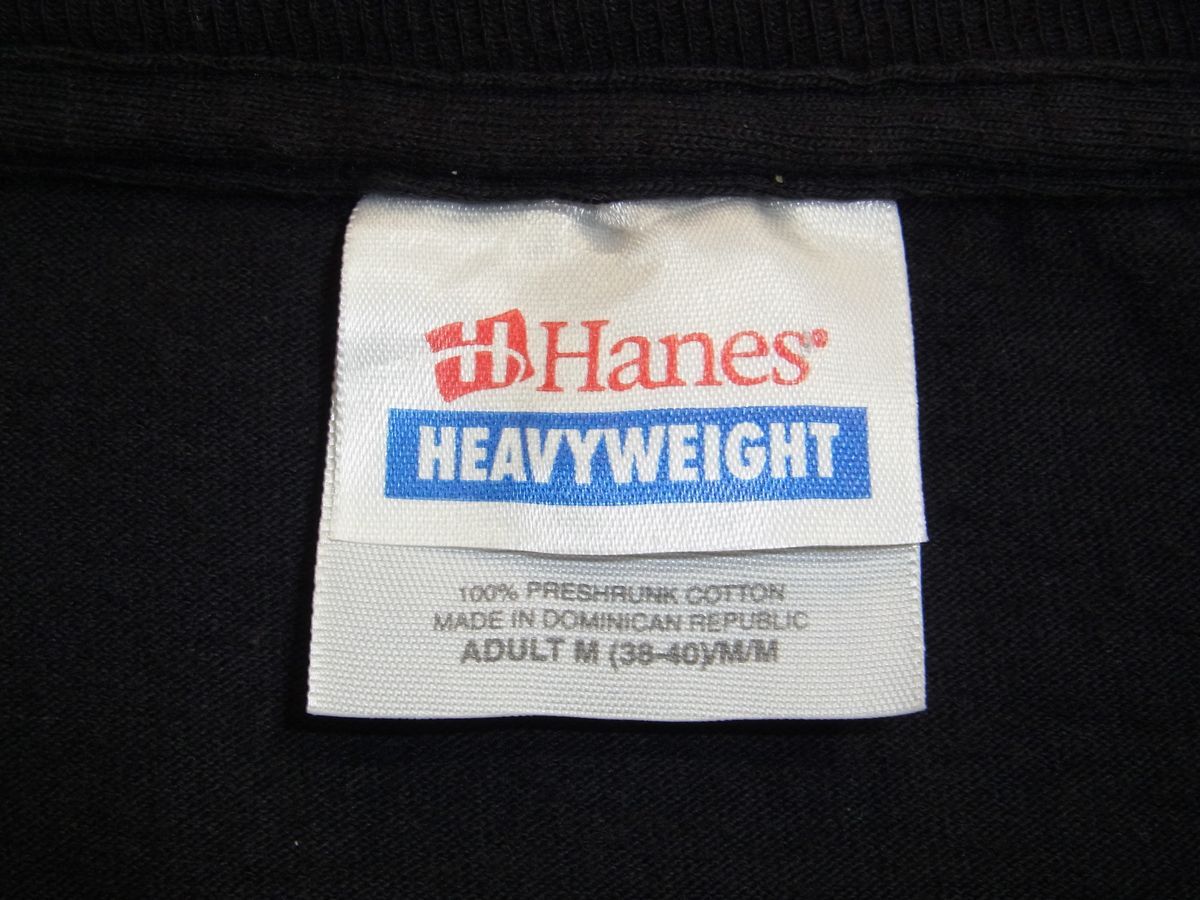 H Hanes®
HEAVYWEIGHT
100% PRESHRUNK COTTON
MADE IN DOMINICAN REPUBLIC
ADULT M (38-40)/M/M